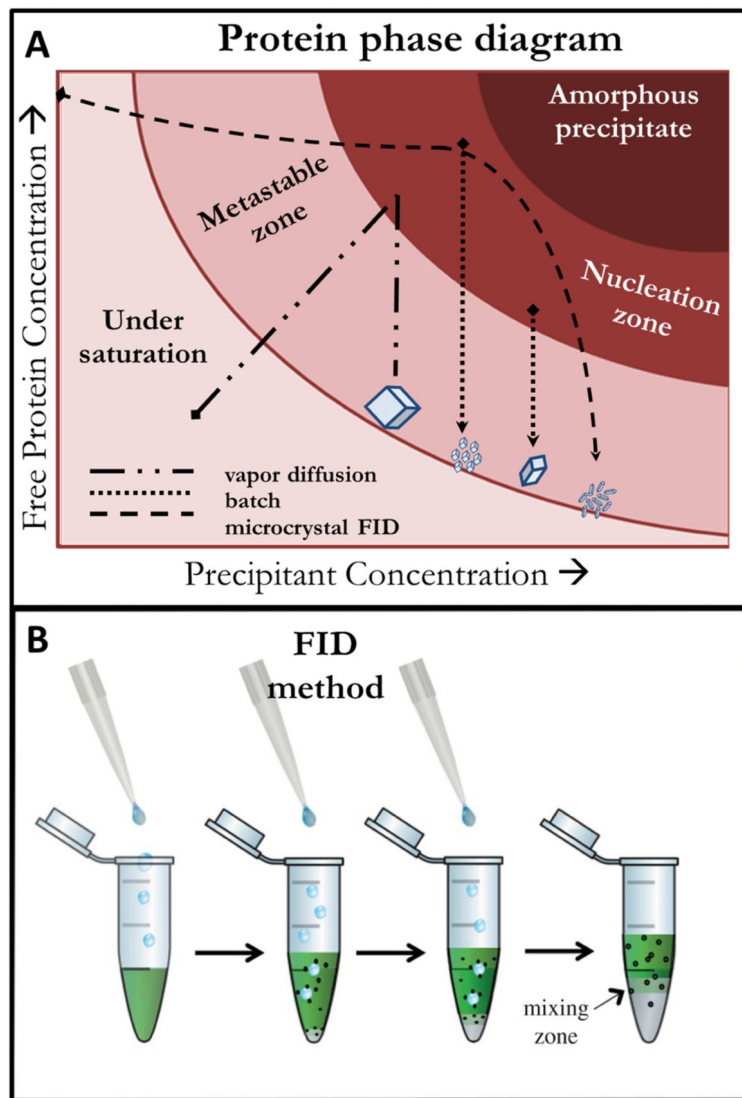 A
Protein phase diagram
Amorphous
precipitate
Metastable
zone
Nucleation
zone
Under
saturation
vapor diffusion
batch
microcrystal FID
Free Protein Concentration →
Precipitant Concentration →
B
FID
method
mixing
zone